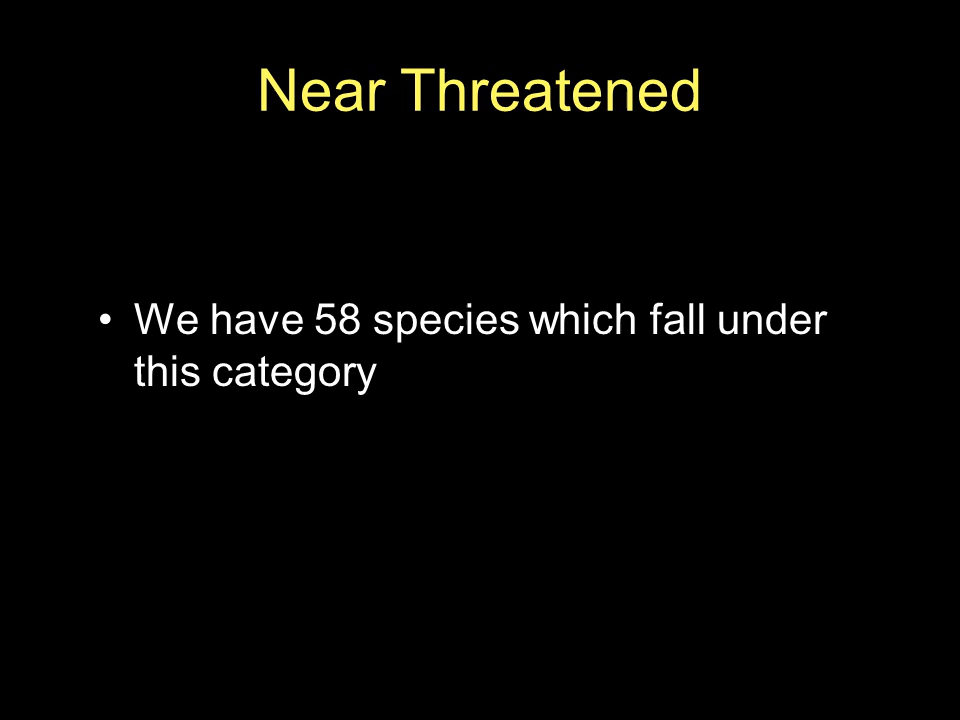 Near Threatened
• We have 58 species which fall under
this category